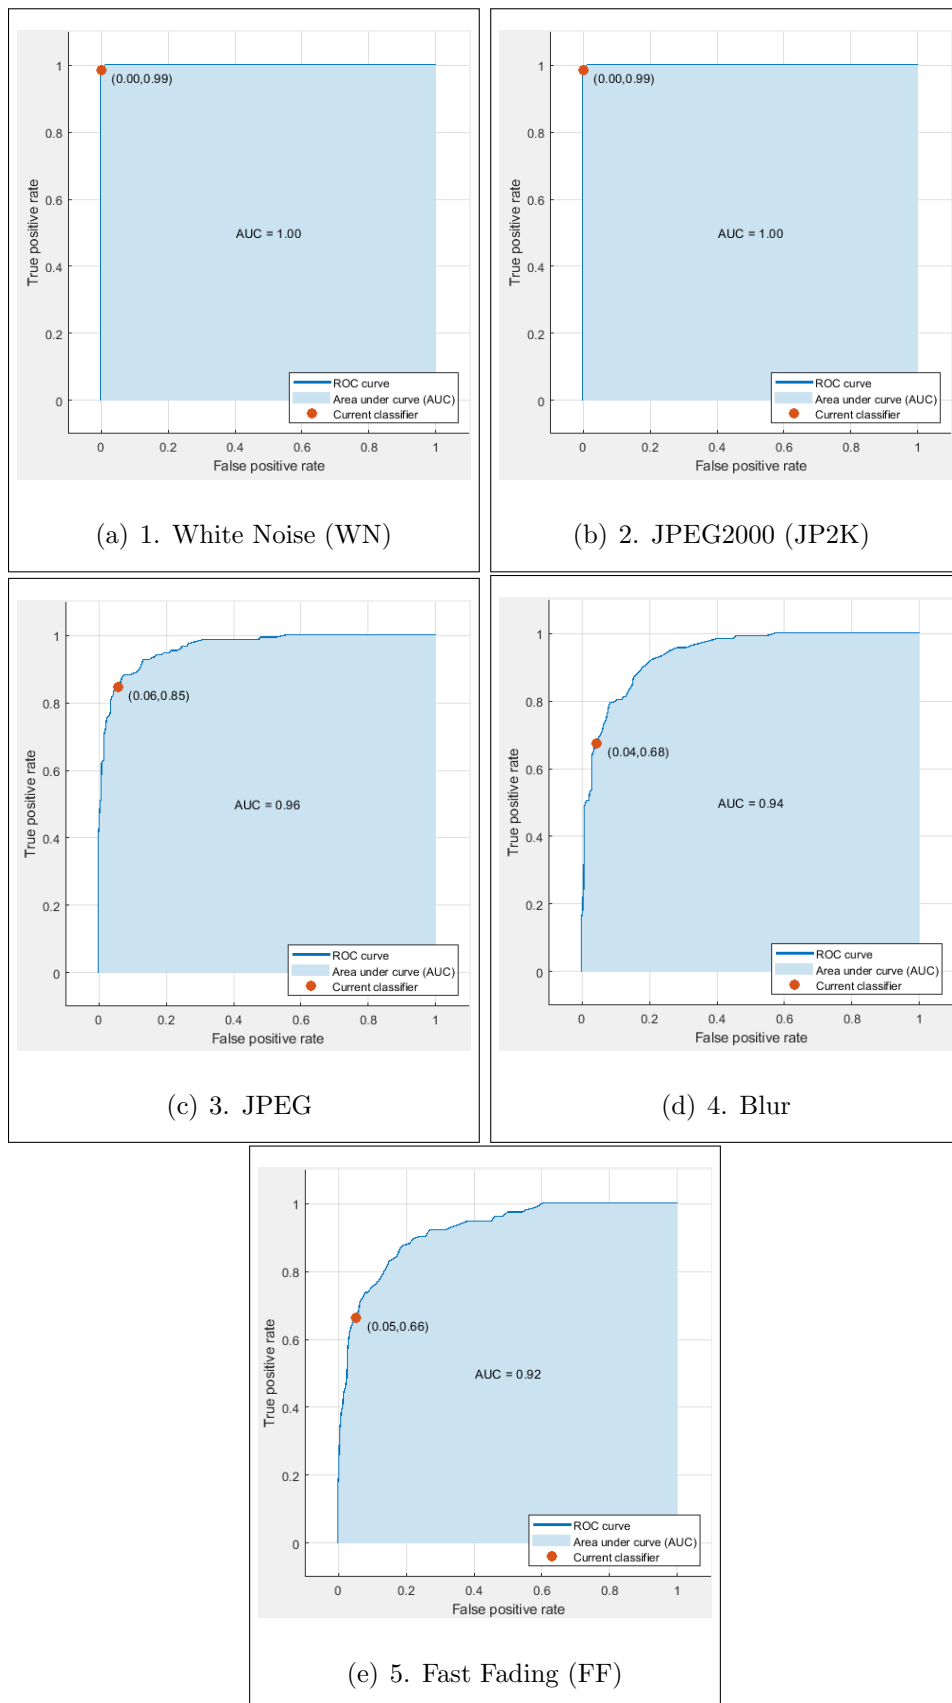 1
0.8
0.6
0.4
0.2
0
True positive rate
(0.00,0.99)
AUC = 1.00
ROC curve
Area under curve (AUC)
Current classifier
0 0.2 0.4 0.6 0.8 1
False positive rate
(a) 1. White Noise (WN)
1
0.8
0.6
0.4
0.2
0
True positive rate
(0.00,0.99)
AUC = 1.00
ROC curve
Area under curve (AUC)
Current classifier
0 0.2 0.4 0.6 0.8 1
False positive rate
(b) 2. JPEG2000 (JP2K)
1
0.8
0.6
0.4
0.2
0
True positive rate
(0.06,0.85)
AUC = 0.96
ROC curve
Area under curve (AUC)
Current classifier
0 0.2 0.4 0.6 0.8 1
False positive rate
(c) 3. JPEG
1
0.8
0.6
0.4
0.2
0
True positive rate
(0.04,0.68)
AUC = 0.94
ROC curve
Area under curve (AUC)
Current classifier
0 0.2 0.4 0.6 0.8 1
False positive rate
(d) 4. Blur
1
0.8
0.6
0.4
0.2
0
True positive rate
(0.05,0.66)
AUC = 0.92
ROC curve
Area under curve (AUC)
Current classifier
0 0.2 0.4 0.6 0.8 1
False positive rate
(e) 5. Fast Fading (FF)